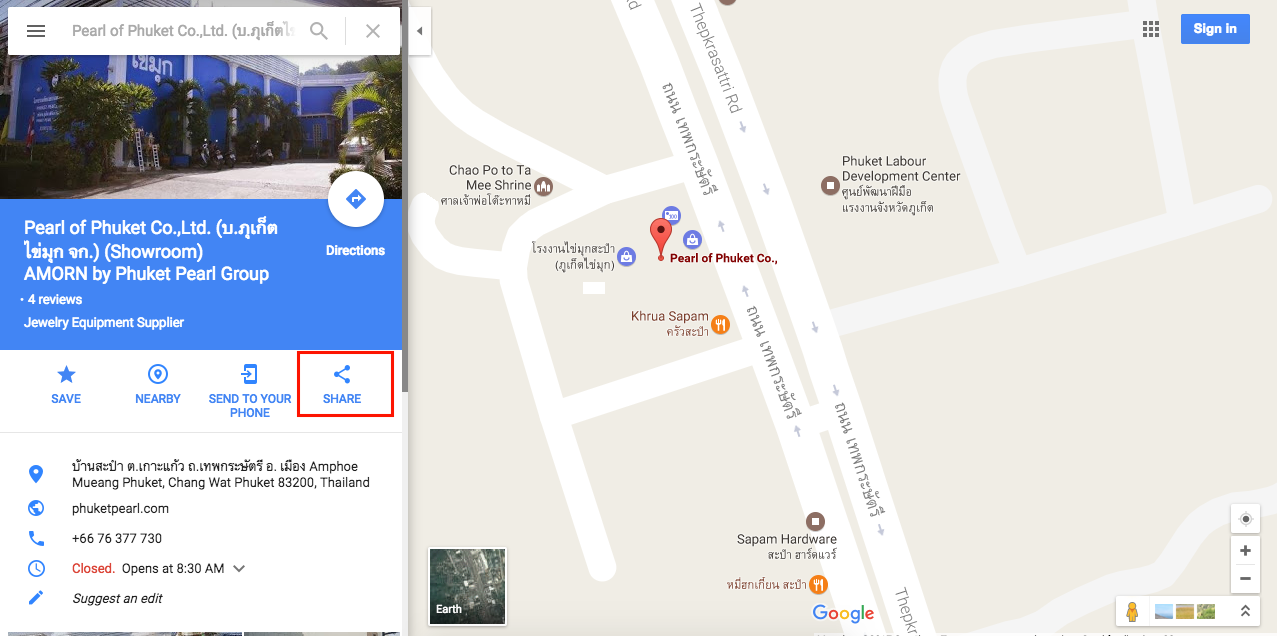 Pearl of Phuket Co.,Ltd. (บ.ภูเก็ตไข่
ไข่มุก
Pearl of Phuket Co.,Ltd. (บ.ภูเก็ต
ไข่มุก จก.) (Showroom)
AMORN by Phuket Pearl Group
Directions
· 4 reviews
Jewelry Equipment Supplier
SAVE
NEARBY
SEND TO YOUR
PHONE
SHARE
บ้านสะปำ ต.เกาะแก้ว ถ.เทพกระษัตรี อ. เมือง Amphoe
Mueang Phuket, Chang Wat Phuket 83200, Thailand
phuketpearl.com
+66 76 377 730
Closed. Opens at 8:30 AM
Suggest an edit
Sign in
Thepkrasattri Rd
ถนน เทพกระษัตรี
Chao Po to Ta
Mee Shrine
ศาลเจ้าพ่อโต๊ะทามี
Phuket Labour
Development Center
ศูนย์พัฒนาฝีมือ
แรงงานจังหวัดภูเก็ต
โรงงานไข่มุกสะปำ
(ภูเก็ตไข่มุก)
Pearl of Phuket Co.,
Khrua Sapam
ครัวสะปำ
ถนน เทพกระษัตรี
ถนน เทพกระษัตรี
Sapam Hardware
สะปำ ฮาร์ดแวร์
หมี่ฮกเกี้ยน สะปำ
Thepkra
Earth
Google